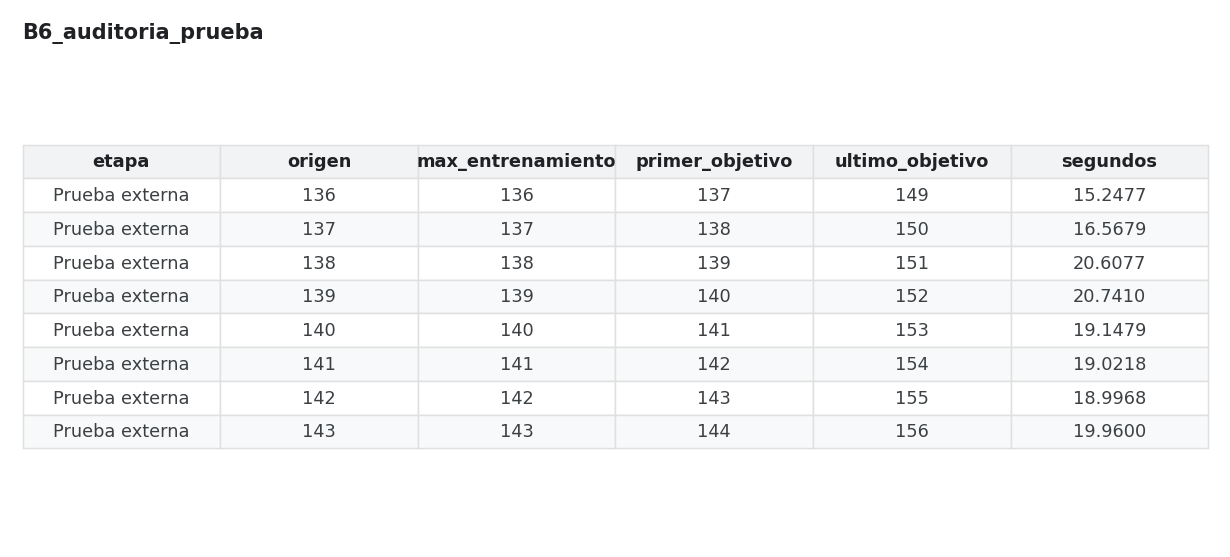 B6_auditoria_prueba
etapa origen max_entrenamiento primer_objetivo ultimo_objetivo segundos
Prueba externa 136 136 137 149 15.2477
Prueba externa 137 137 138 150 16.5679
Prueba externa 138 138 139 151 20.6077
Prueba externa 139 139 140 152 20.7410
Prueba externa 140 140 141 153 19.1479
Prueba externa 141 141 142 154 19.0218
Prueba externa 142 142 143 155 18.9968
Prueba externa 143 143 144 156 19.9600